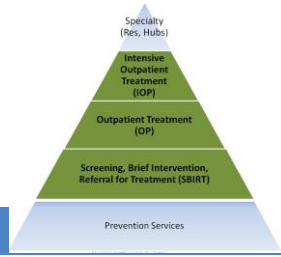 Specialty
(Res, Hubs)
Intensive
Outpatient
Treatment
(IOP)
Outpatient Treatment
(OP)
Screening, Brief Intervention,
Referral for Treatment (SBIRT)
Prevention Services